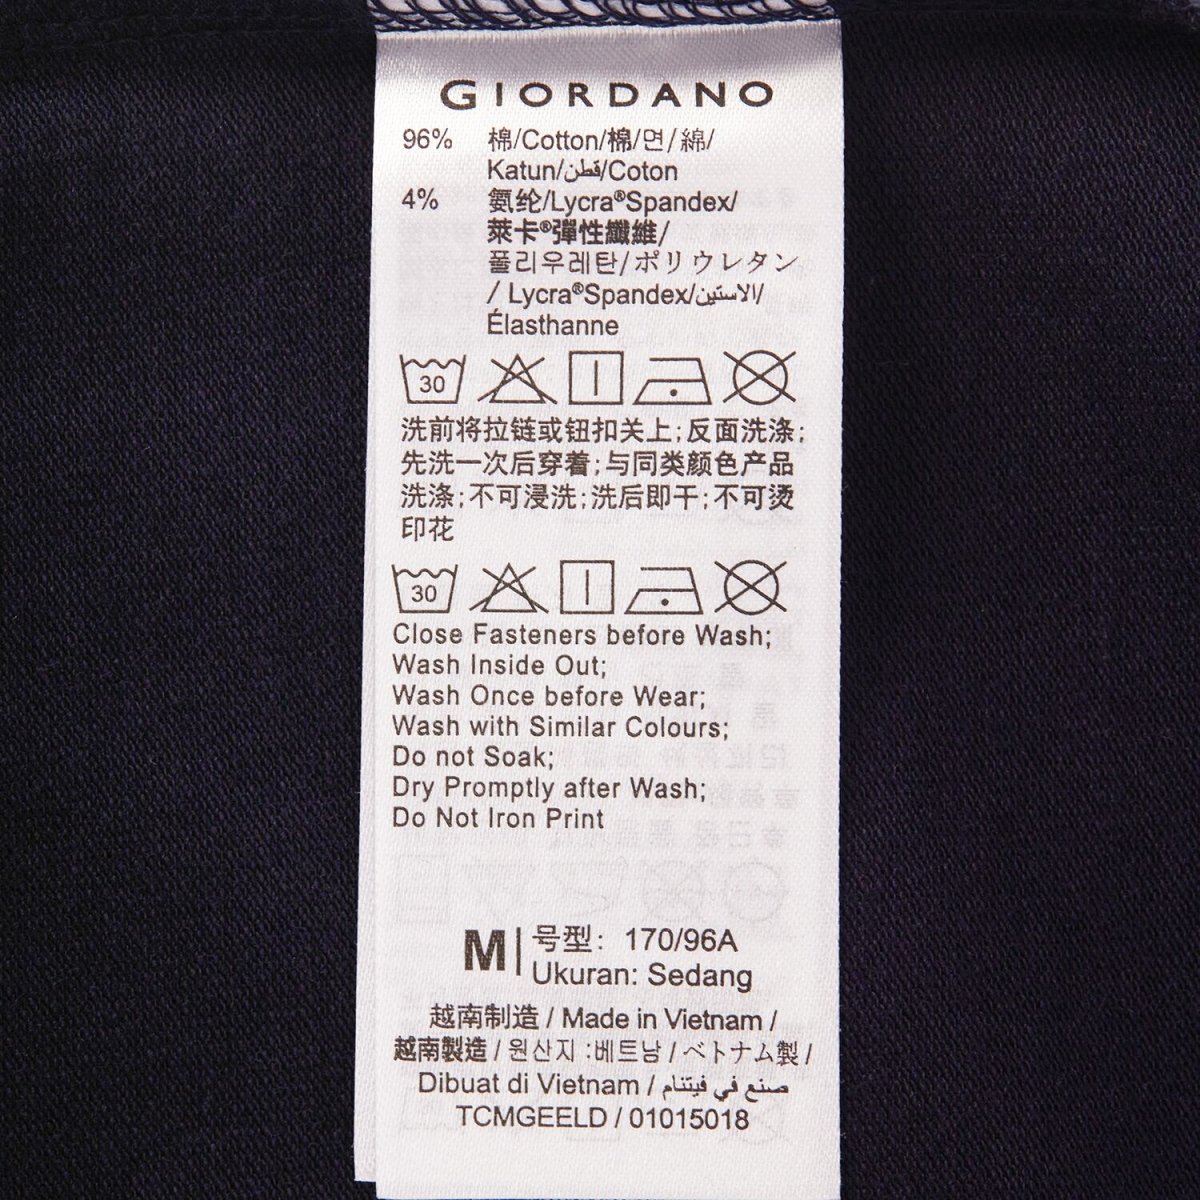 GIORDANO
96% 棉/Cotton/棉/면/綿/
Katun/قطن/Coton
4% 氨纶/Lycra®Spandex/
萊卡®彈性纖維/
폴리우레탄/ポリウレタン
/ Lycra®Spandex/الاستين/
Élasthanne
30
洗前将拉链或钮扣关上;反面洗涤;
先洗一次后穿着;与同类颜色产品
洗涤;不可浸洗;洗后即干;不可烫
印花
30
Close Fasteners before Wash;
Wash Inside Out;
Wash Once before Wear;
Wash with Similar Colours;
Do not Soak;
Dry Promptly after Wash;
Do Not Iron Print
M 号型: 170/96A
Ukuran: Sedang
越南制造 / Made in Vietnam /
越南製造 / 원산지 :베트남 / ベトナム製 /
Dibuat di Vietnam / صنع في فيتنام
TCMGEELD / 01015018